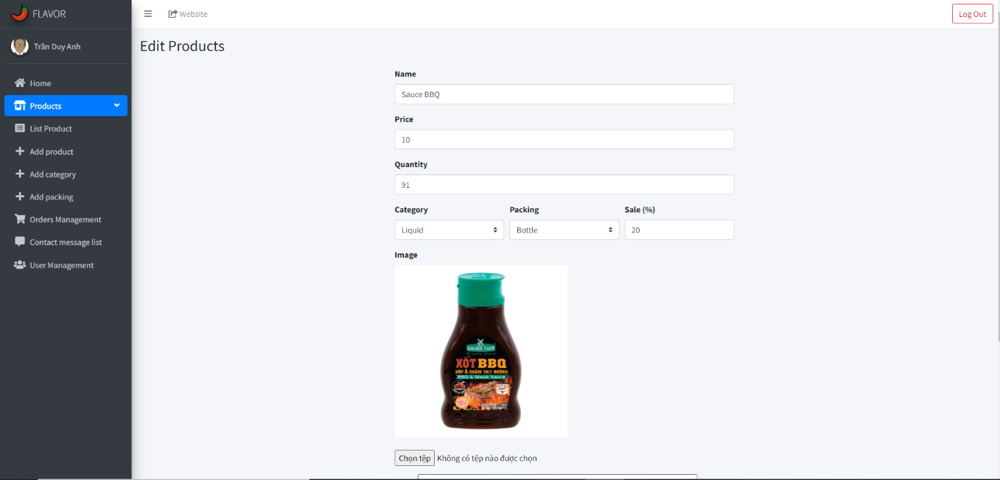 FLAVOR
Website
Log Out
Trần Duy Anh
Edit Products
Home
Products
List Product
Add product
Add category
Add packing
Orders Management
Contact message list
User Management
Name
Sauce BBQ
Price
10
Quantity
91
Category
Packing
Sale (%)
Liquid
Bottle
20
Image
GOLDEN FARM
Simply Good
XỐT BBQ
ƯỚP & CHẤM THỊT NƯỚNG
BBQ & Steak Sauce
Chọn tệp
Không có tệp nào được chọn